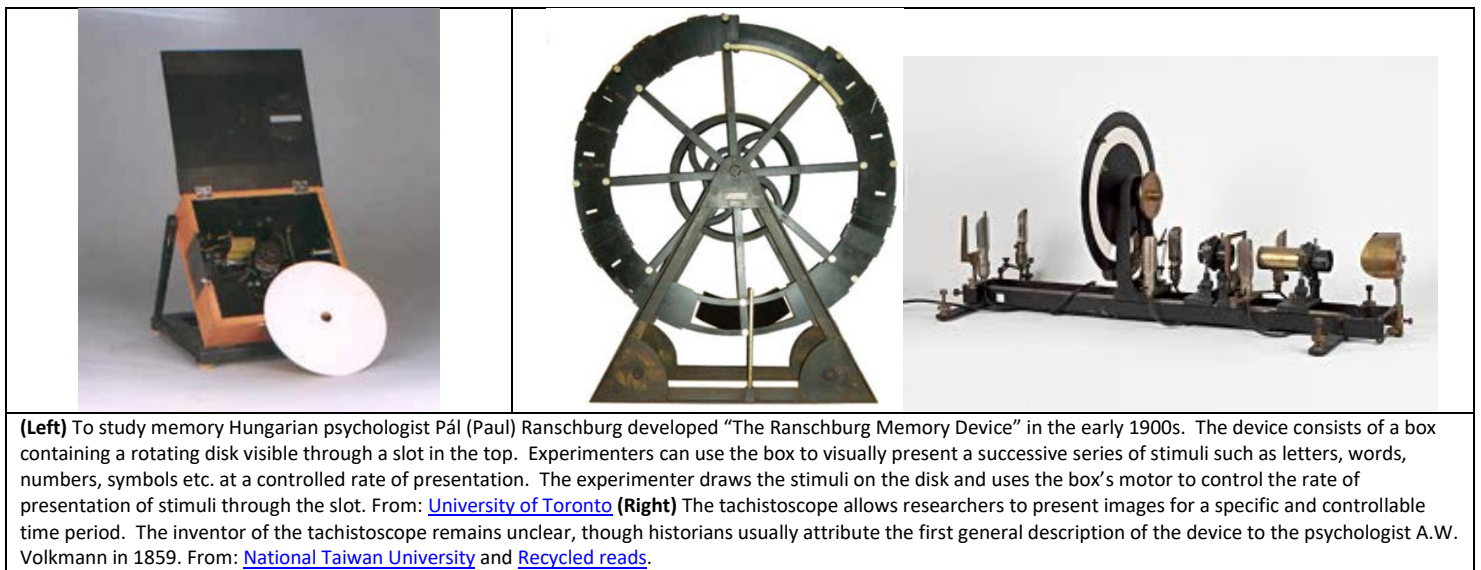 (Left) To study memory Hungarian psychologist Pál (Paul) Ranschburg developed “The Ranschburg Memory Device” in the early 1900s. The device consists of a box
containing a rotating disk visible through a slot in the top. Experimenters can use the box to visually present a successive series of stimuli such as letters, words,
numbers, symbols etc. at a controlled rate of presentation. The experimenter draws the stimuli on the disk and uses the box’s motor to control the rate of
presentation of stimuli through the slot. From: University of Toronto (Right) The tachistoscope allows researchers to present images for a specific and controllable
time period. The inventor of the tachistoscope remains unclear, though historians usually attribute the first general description of the device to the psychologist A.W.
Volkmann in 1859. From: National Taiwan University and Recycled reads.